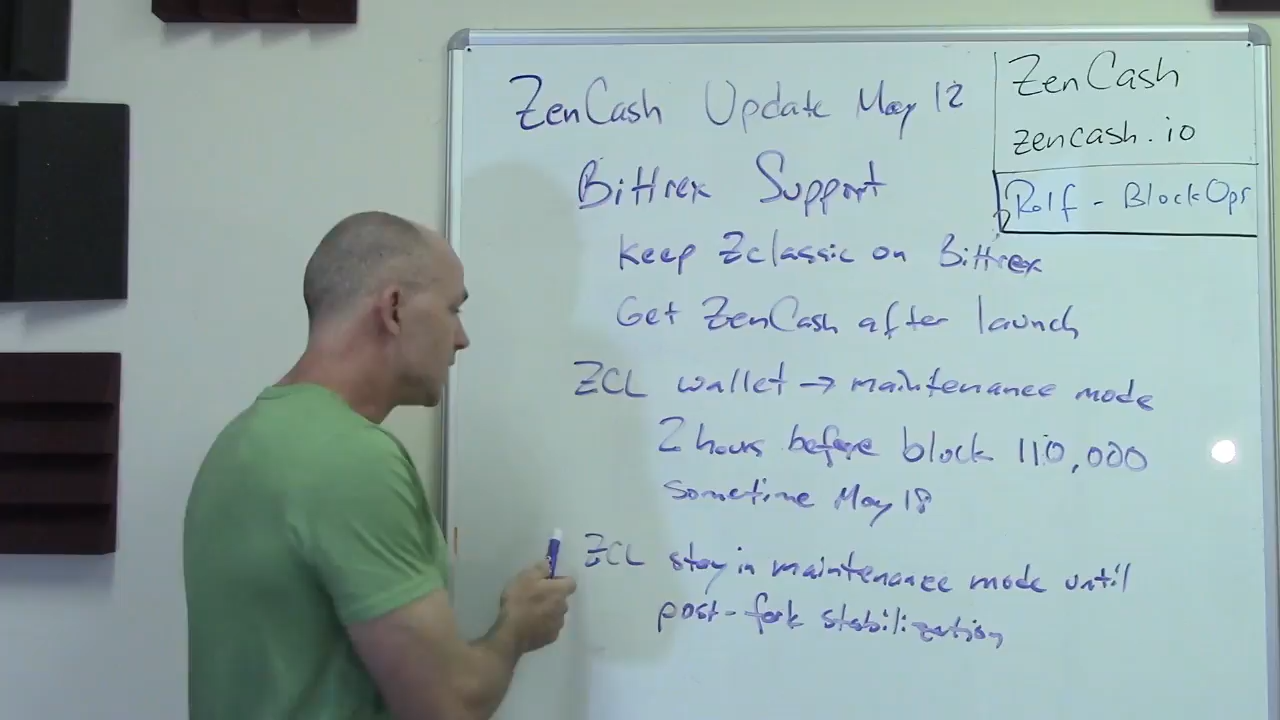 ZenCash Update May 12
ZenCash
zencash.io
Rolf - BlockOps
Bittrex Support
Keep Zclassic on Bittrex
Get ZenCash after launch
ZCL wallet → maintenance mode
2 hours before block 110,000
sometime May 18
ZCL stay in maintenance mode until
post-fork stabilization